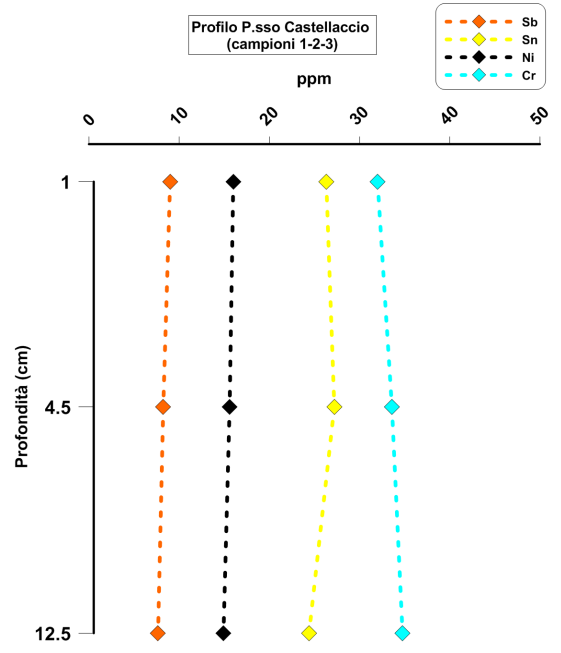 Profilo P.sso Castellaccio
(campioni 1-2-3)
Sb
Sn
Ni
Cr
ppm
0 10 20 30 40 50
1
4.5
12.5
Profondità (cm)